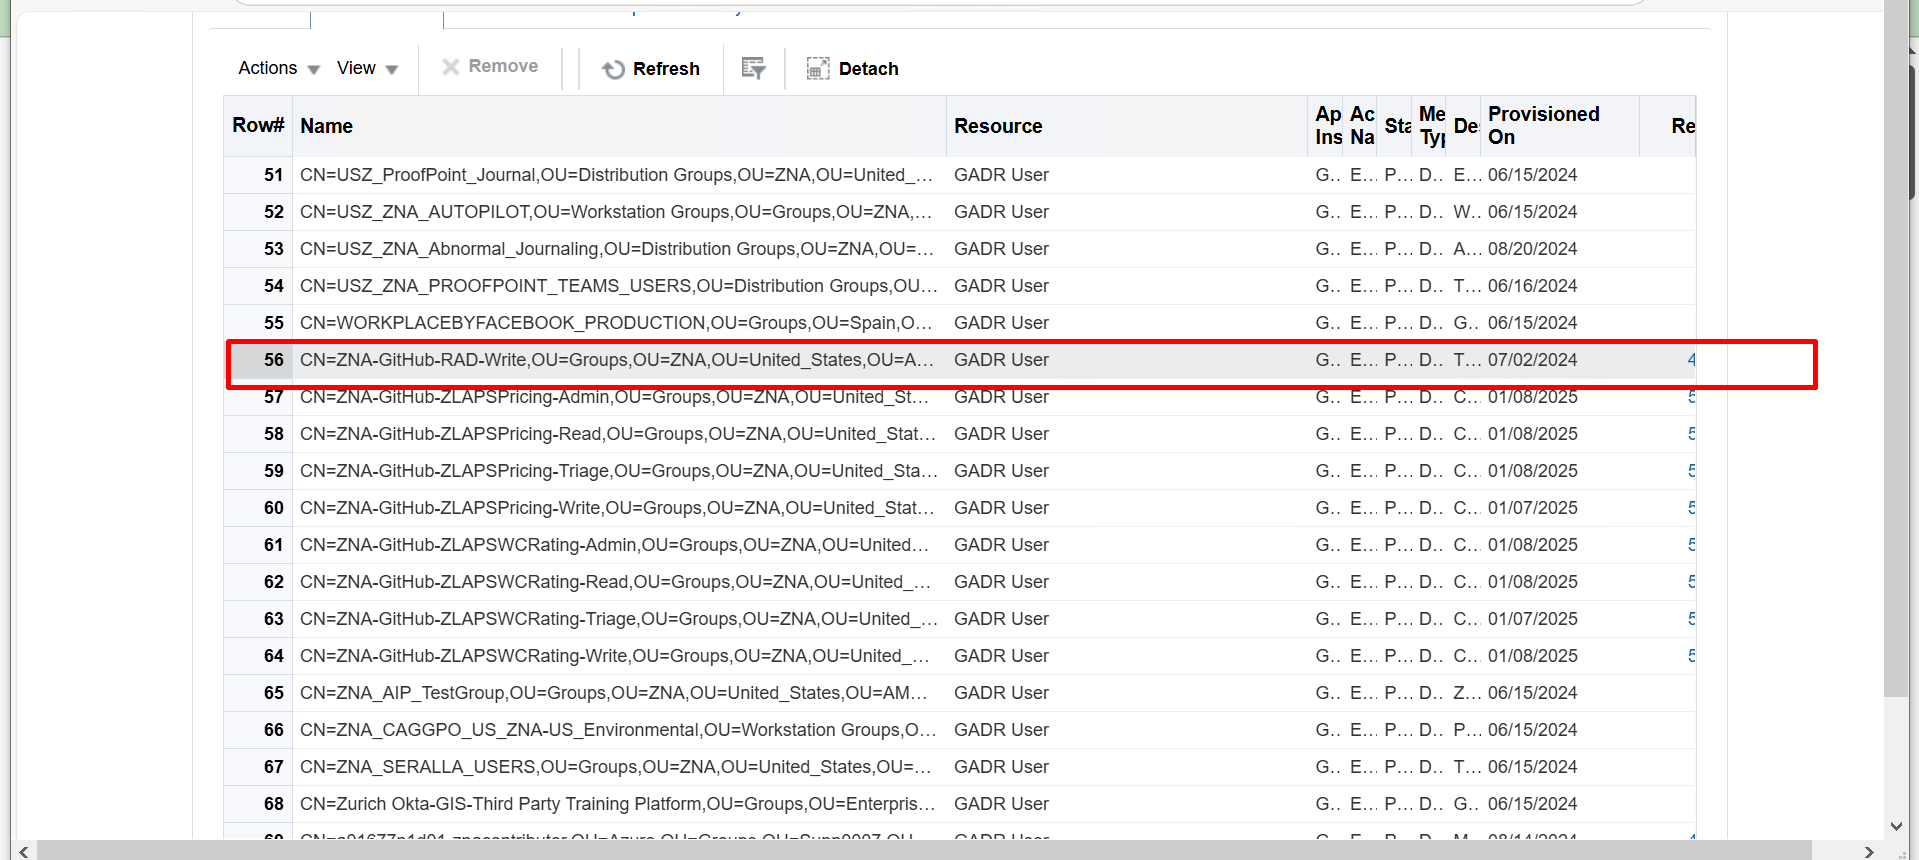 Actions View Remove Refresh Detach
Row# Name Resource Ap Ins Ac Na Sta Me Typ De Provisioned On Re
51 CN=USZ_ProofPoint_Journal,OU=Distribution Groups,OU=ZNA,OU=United_... GADR User G.. E... P... D.. E... 06/15/2024
52 CN=USZ_ZNA_AUTOPILOT,OU=Workstation Groups,OU=Groups,OU=ZNA,... GADR User G.. E... P... D.. W.. 06/15/2024
53 CN=USZ_ZNA_Abnormal_Journaling,OU=Distribution Groups,OU=ZNA,OU=... GADR User G.. E... P... D.. A... 08/20/2024
54 CN=USZ_ZNA_PROOFPOINT_TEAMS_USERS,OU=Distribution Groups,OU... GADR User G.. E... P... D.. T... 06/16/2024
55 CN=WORKPLACEBYFACEBOOK_PRODUCTION,OU=Groups,OU=Spain,O... GADR User G.. E... P... D.. G.. 06/15/2024
56 CN=ZNA-GitHub-RAD-Write,OU=Groups,OU=ZNA,OU=United_States,OU=A... GADR User G.. E... P... D.. T... 07/02/2024 4
57 CN=ZNA-GitHub-ZLAPSPricing-Admin,OU=Groups,OU=ZNA,OU=United_St... GADR User G.. E... P... D.. C... 01/08/2025 5
58 CN=ZNA-GitHub-ZLAPSPricing-Read,OU=Groups,OU=ZNA,OU=United_Stat... GADR User G.. E... P... D.. C... 01/08/2025 5
59 CN=ZNA-GitHub-ZLAPSPricing-Triage,OU=Groups,OU=ZNA,OU=United_Sta... GADR User G.. E... P... D.. C... 01/08/2025 5
60 CN=ZNA-GitHub-ZLAPSPricing-Write,OU=Groups,OU=ZNA,OU=United_Stat... GADR User G.. E... P... D.. C... 01/07/2025 5
61 CN=ZNA-GitHub-ZLAPSWCRating-Admin,OU=Groups,OU=ZNA,OU=United... GADR User G.. E... P... D.. C... 01/08/2025 5
62 CN=ZNA-GitHub-ZLAPSWCRating-Read,OU=Groups,OU=ZNA,OU=United_... GADR User G.. E... P... D.. C... 01/08/2025 5
63 CN=ZNA-GitHub-ZLAPSWCRating-Triage,OU=Groups,OU=ZNA,OU=United_... GADR User G.. E... P... D.. C... 01/07/2025 5
64 CN=ZNA-GitHub-ZLAPSWCRating-Write,OU=Groups,OU=ZNA,OU=United_... GADR User G.. E... P... D.. C... 01/08/2025 5
65 CN=ZNA_AIP_TestGroup,OU=Groups,OU=ZNA,OU=United_States,OU=AM... GADR User G.. E... P... D.. Z... 06/15/2024
66 CN=ZNA_CAGGPO_US_ZNA-US_Environmental,OU=Workstation Groups,O... GADR User G.. E... P... D.. P... 06/15/2024
67 CN=ZNA_SERALLA_USERS,OU=Groups,OU=ZNA,OU=United_States,OU=... GADR User G.. E... P... D.. T... 06/15/2024
68 CN=Zurich Okta-GIS-Third Party Training Platform,OU=Groups,OU=Enterpris... GADR User G.. E... P... D.. G.. 06/15/2024